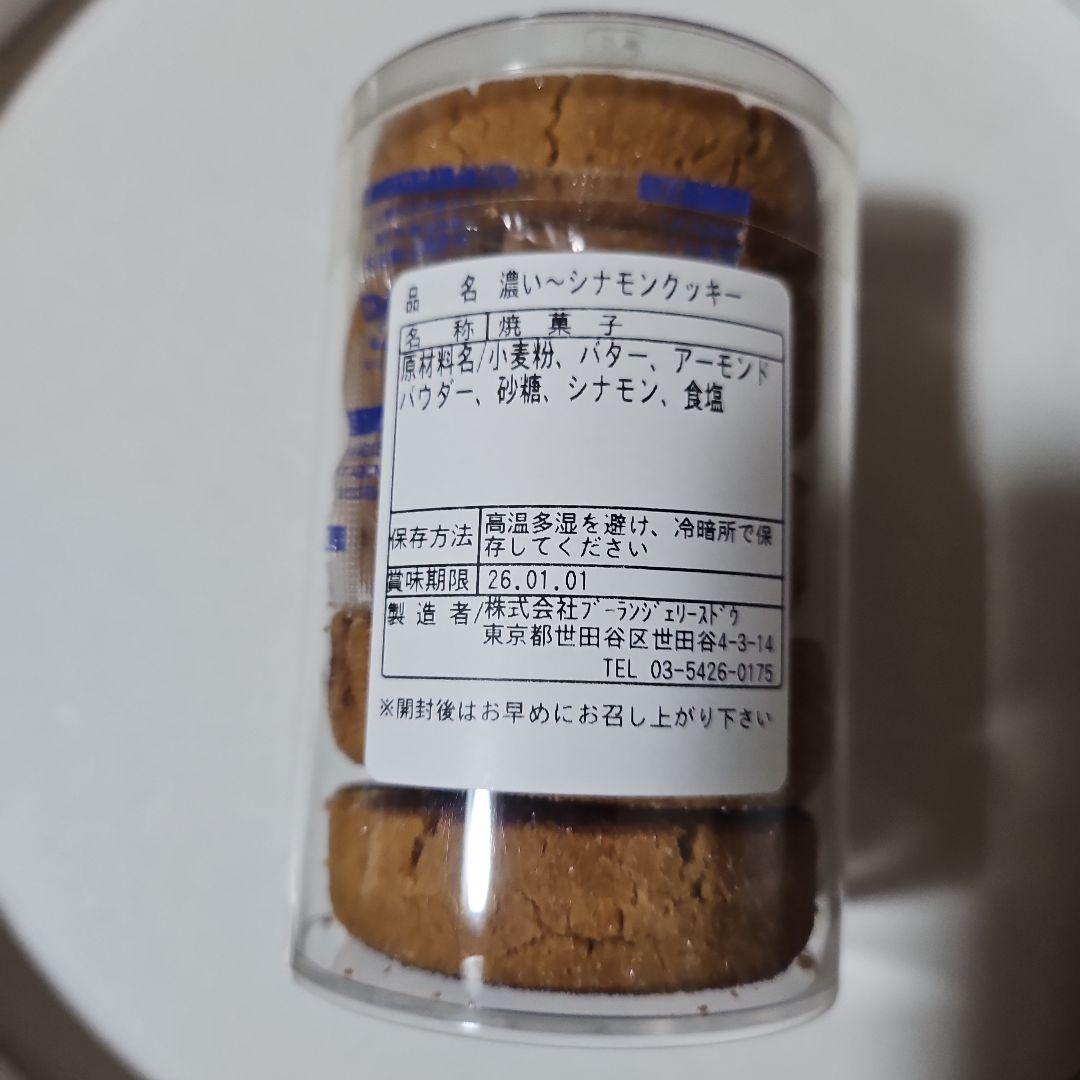 品 名 濃い～シナモンクッキー
名 称 焼 菓 子
原材料名/小麦粉、バター、アーモンド
パウダー、砂糖、シナモン、食塩
保存方法 高温多湿を避け、冷暗所で保
存してください
賞味期限 26.01.01
製 造 者/株式会社ﾌﾞｰﾗﾝｼﾞｪﾘｰｽﾄﾞｩ
東京都世田谷区世田谷4-3-14
TEL 03-5426-0175
※開封後はお早めにお召し上がり下さい